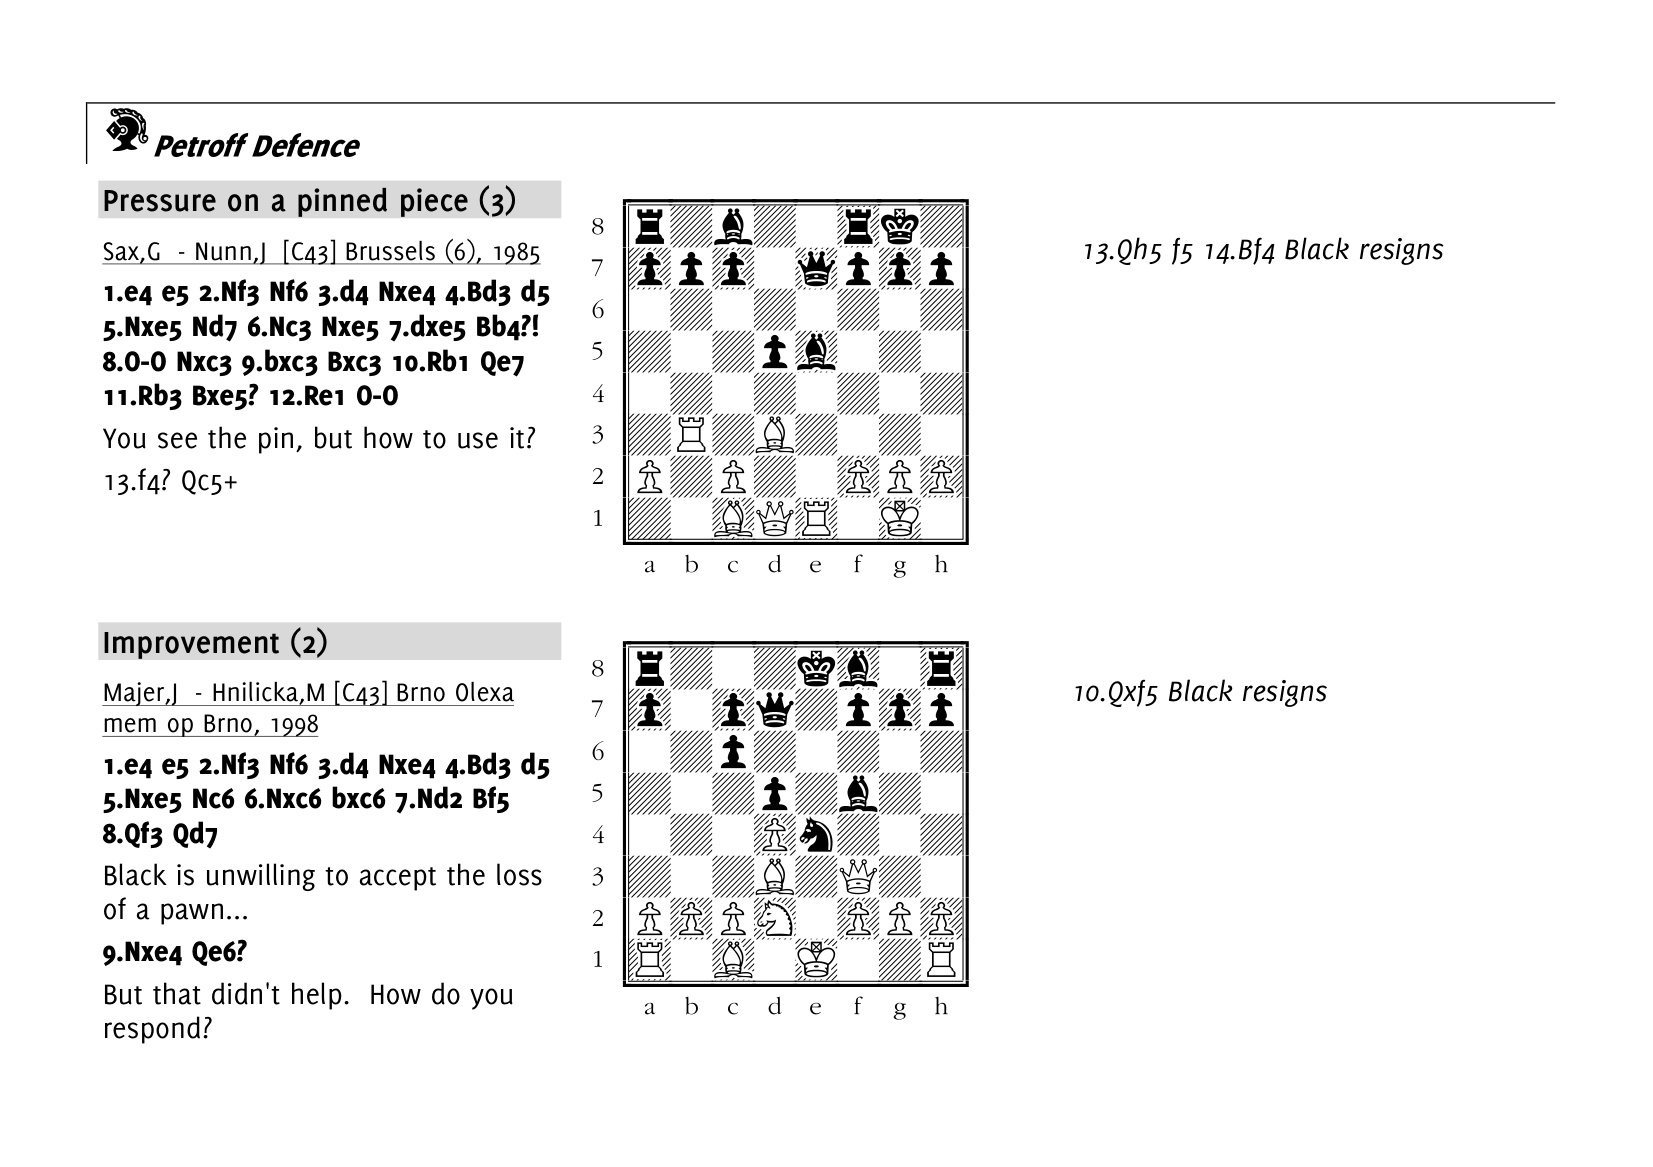 Petroff Defence
Pressure on a pinned piece (3)
Sax,G - Nunn,J [C43] Brussels (6), 1985
1.e4 e5 2.Nf3 Nf6 3.d4 Nxe4 4.Bd3 d5
5.Nxe5 Nd7 6.Nc3 Nxe5 7.dxe5 Bb4?!
8.O-O Nxc3 9.bxc3 Bxc3 10.Rb1 Qe7
11.Rb3 Bxe5? 12.Re1 O-O
You see the pin, but how to use it?
13.f4? Qc5+
8
7
6
5
4
3
2
1
a b c d e f g h
13.Qh5 f5 14.Bf4 Black resigns
Improvement (2)
Majer,J - Hnilicka,M [C43] Brno Olexa
mem op Brno, 1998
1.e4 e5 2.Nf3 Nf6 3.d4 Nxe4 4.Bd3 d5
5.Nxe5 Nc6 6.Nxc6 bxc6 7.Nd2 Bf5
8.Qf3 Qd7
Black is unwilling to accept the loss
of a pawn...
9.Nxe4 Qe6?
But that didn't help. How do you
respond?
8
7
6
5
4
3
2
1
a b c d e f g h
10.Qxf5 Black resigns